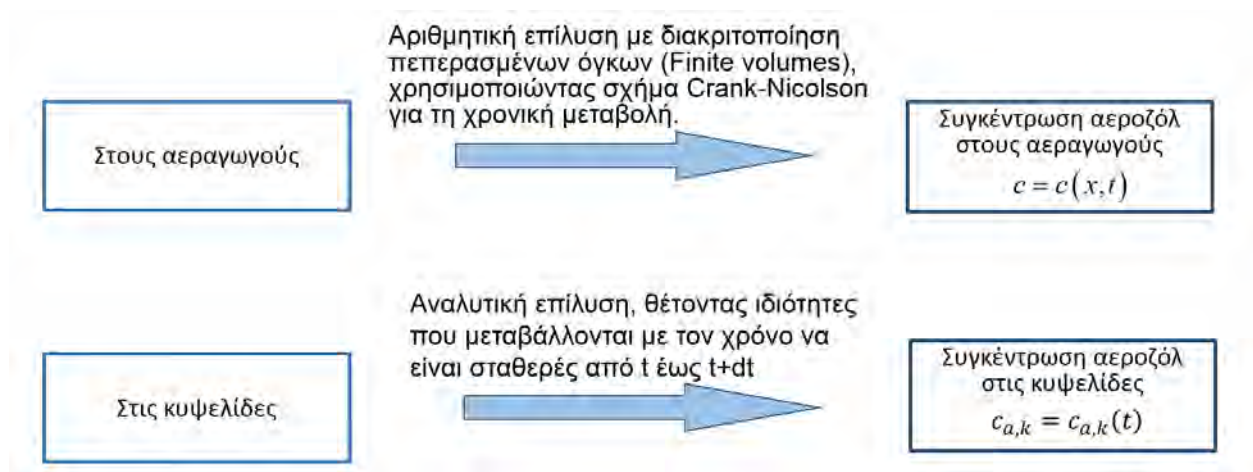 Αριθμητική επίλυση με διακριτοποίηση
πεπερασμένων όγκων (Finite volumes),
χρησιμοποιώντας σχήμα Crank-Nicolson
για τη χρονική μεταβολή.
Στους αεραγωγούς
Συγκέντρωση αεροζόλ
στους αεραγωγούς
c = c(x,t)
Αναλυτική επίλυση, θέτοντας ιδιότητες
που μεταβάλλονται με τον χρόνο να
είναι σταθερές από t έως t+dt
Στις κυψελίδες
Συγκέντρωση αεροζόλ
στις κυψελίδες
c_{a,k} = c_{a,k}(t)